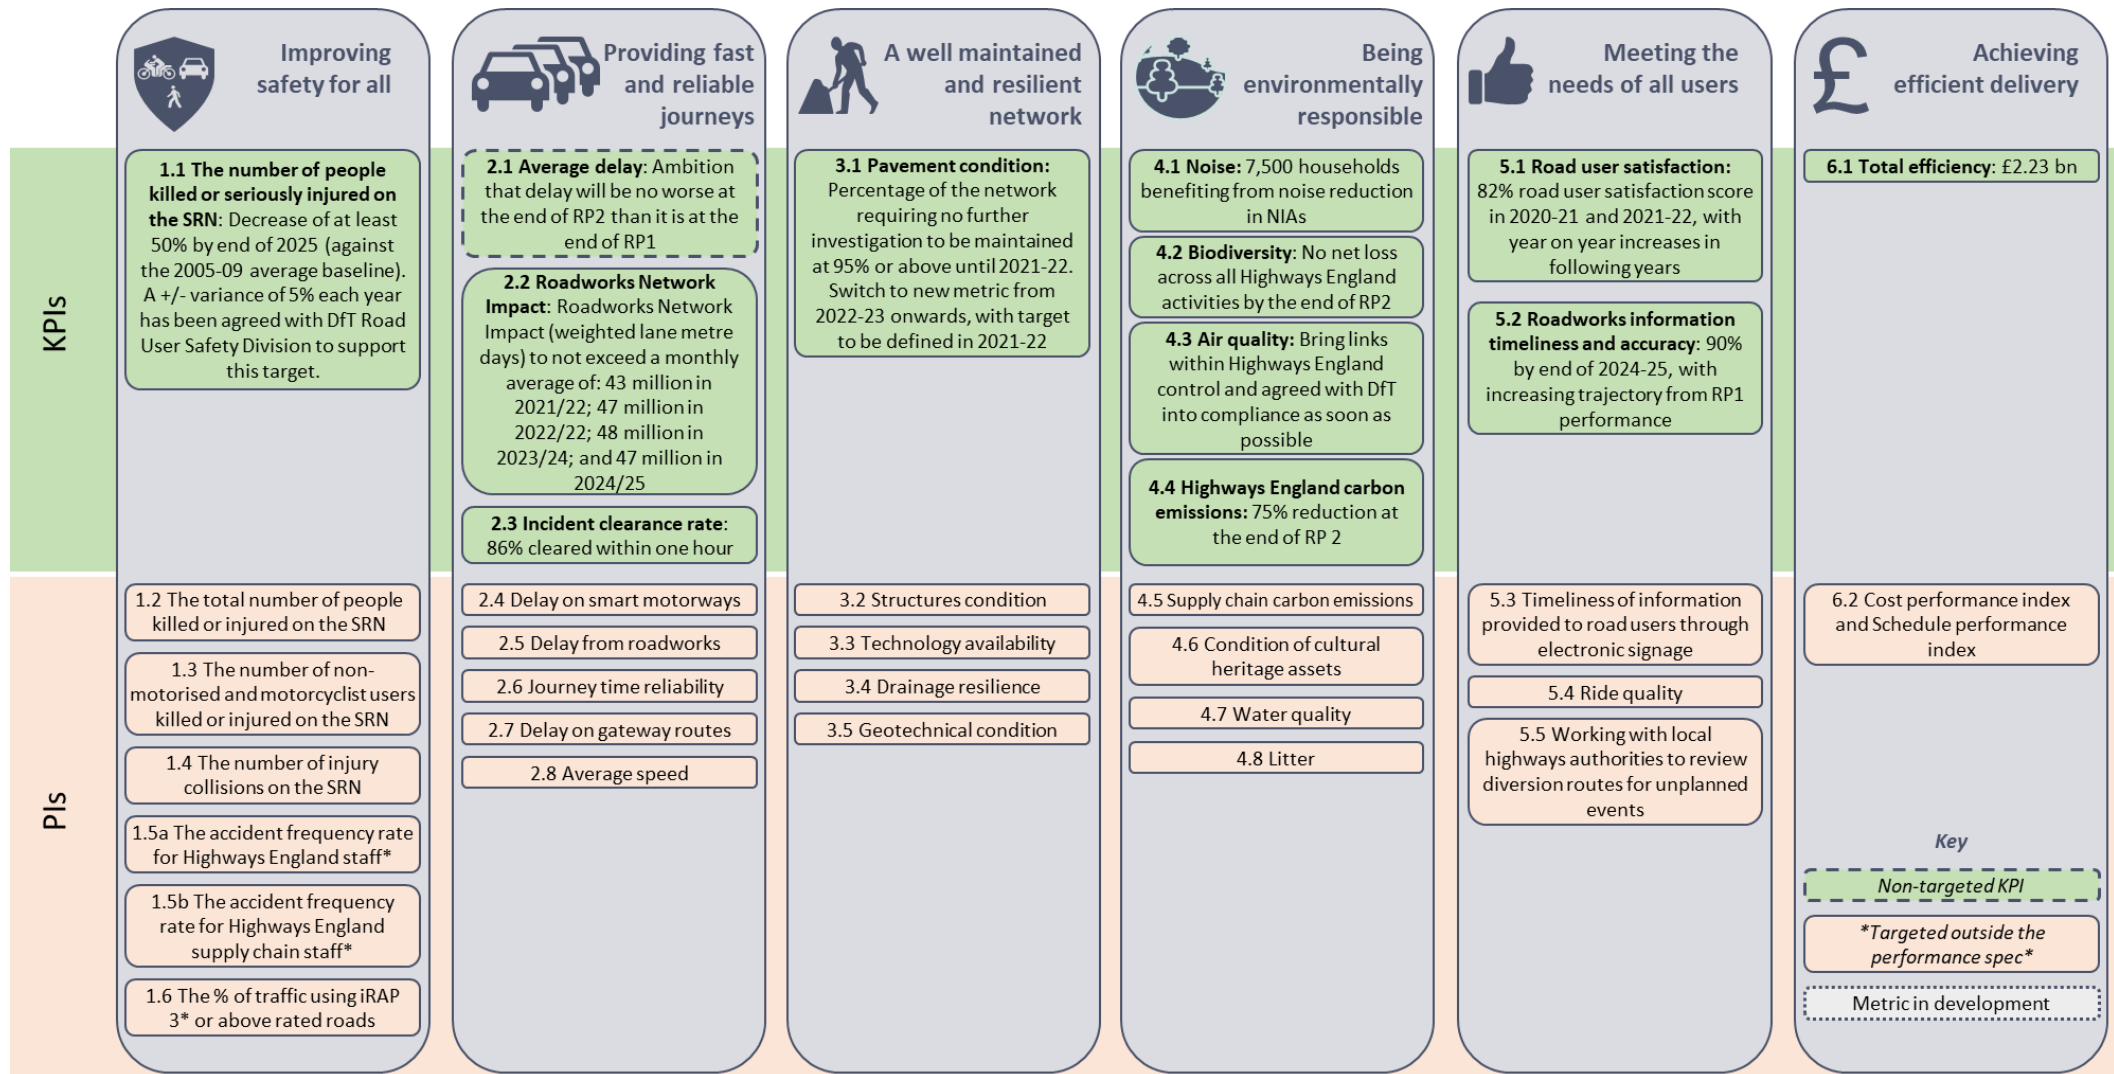 Improving
safety for all
Providing fast
and reliable
journeys
A well maintained
and resilient
network
Being
environmentally
responsible
Meeting the
needs of all users
£
Achieving
efficient delivery
KPIs
1.1 The number of people
killed or seriously injured on
the SRN: Decrease of at least
50% by end of 2025 (against
the 2005-09 average baseline).
A +/- variance of 5% each year
has been agreed with DfT Road
User Safety Division to support
this target.
2.1 Average delay: Ambition
that delay will be no worse at
the end of RP2 than it is at the
end of RP1
2.2 Roadworks Network
Impact: Roadworks Network
Impact (weighted lane metre
days) to not exceed a monthly
average of: 43 million in
2021/22; 47 million in
2022/22; 48 million in
2023/24; and 47 million in
2024/25
2.3 Incident clearance rate:
86% cleared within one hour
3.1 Pavement condition:
Percentage of the network
requiring no further
investigation to be maintained
at 95% or above until 2021-22.
Switch to new metric from
2022-23 onwards, with target
to be defined in 2021-22
4.1 Noise: 7,500 households
benefiting from noise reduction
in NIAs
4.2 Biodiversity: No net loss
across all Highways England
activities by the end of RP2
4.3 Air quality: Bring links
within Highways England
control and agreed with DfT
into compliance as soon as
possible
4.4 Highways England carbon
emissions: 75% reduction at
the end of RP 2
5.1 Road user satisfaction:
82% road user satisfaction score
in 2020-21 and 2021-22, with
year on year increases in
following years
5.2 Roadworks information
timeliness and accuracy: 90%
by end of 2024-25, with
increasing trajectory from RP1
performance
6.1 Total efficiency: £2.23 bn
PIs
1.2 The total number of people
killed or injured on the SRN
1.3 The number of non-
motorised and motorcyclist users
killed or injured on the SRN
1.4 The number of injury
collisions on the SRN
1.5a The accident frequency rate
for Highways England staff*
1.5b The accident frequency
rate for Highways England
supply chain staff*
1.6 The % of traffic using iRAP
3* or above rated roads
2.4 Delay on smart motorways
2.5 Delay from roadworks
2.6 Journey time reliability
2.7 Delay on gateway routes
2.8 Average speed
3.2 Structures condition
3.3 Technology availability
3.4 Drainage resilience
3.5 Geotechnical condition
4.5 Supply chain carbon emissions
4.6 Condition of cultural
heritage assets
4.7 Water quality
4.8 Litter
5.3 Timeliness of information
provided to road users through
electronic signage
5.4 Ride quality
5.5 Working with local
highways authorities to review
diversion routes for unplanned
events
6.2 Cost performance index
and Schedule performance
index
Key
Non-targeted KPI
*Targeted outside the
performance spec*
Metric in development